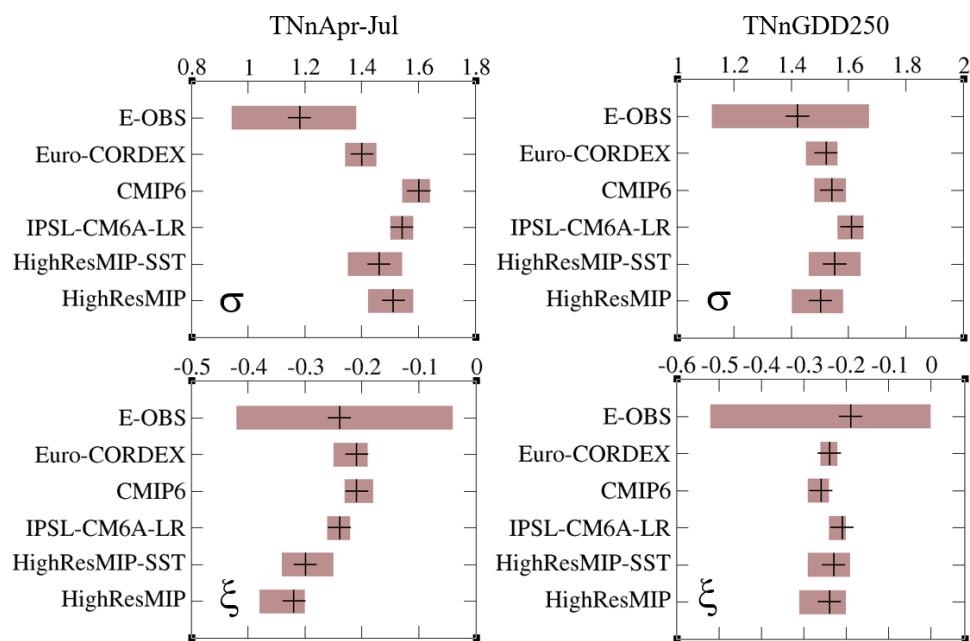 TNnApr-Jul
0.8 1 1.2 1.4 1.6 1.8
E-OBS
Euro-CORDEX
CMIP6
IPSL-CM6A-LR
HighResMIP-SST
HighResMIP
σ
TNnGDD250
1 1.2 1.4 1.6 1.8 2
E-OBS
Euro-CORDEX
CMIP6
IPSL-CM6A-LR
HighResMIP-SST
HighResMIP
σ
-0.5 -0.4 -0.3 -0.2 -0.1 0
E-OBS
Euro-CORDEX
CMIP6
IPSL-CM6A-LR
HighResMIP-SST
HighResMIP
ξ
-0.6 -0.5 -0.4 -0.3 -0.2 -0.1 0
E-OBS
Euro-CORDEX
CMIP6
IPSL-CM6A-LR
HighResMIP-SST
HighResMIP
ξ